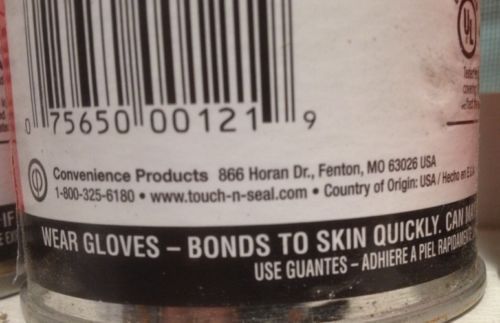 UL
0 75650 00121 9
Convenience Products 866 Horan Dr., Fenton, MO 63026 USA
1-800-325-6180 • www.touch-n-seal.com • Country of Origin: USA / Hecho en E.U.A
WEAR GLOVES – BONDS TO SKIN QUICKLY. CAN
USE GUANTES – ADHIERE A PIEL RAPIDAMENTE